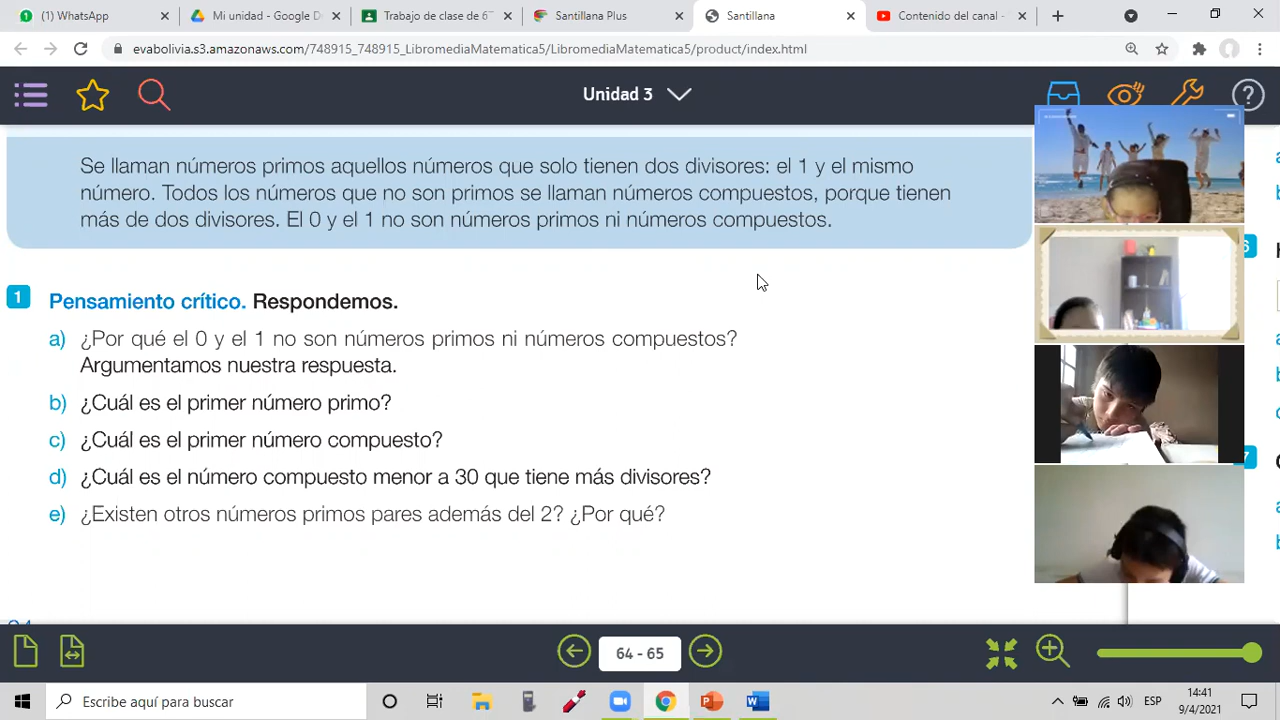 (1) WhatsApp
Mi unidad - Google D
Trabajo de clase de 6
Santillana Plus
Santillana
Contenido del canal -
evabolivia.s3.amazonaws.com/748915_748915_LibromediaMatematica5/LibromediaMatematica5/product/index.html
Unidad 3
Se llaman números primos aquellos números que solo tienen dos divisores: el 1 y el mismo
número. Todos los números que no son primos se llaman números compuestos, porque tienen
más de dos divisores. El 0 y el 1 no son números primos ni números compuestos.
1 Pensamiento crítico. Respondemos.
a) ¿Por qué el 0 y el 1 no son números primos ni números compuestos?
Argumentamos nuestra respuesta.
b) ¿Cuál es el primer número primo?
c) ¿Cuál es el primer número compuesto?
d) ¿Cuál es el número compuesto menor a 30 que tiene más divisores?
e) ¿Existen otros números primos pares además del 2? ¿Por qué?
64 - 65
Escribe aquí para buscar
ESP
14:41
9/4/2021